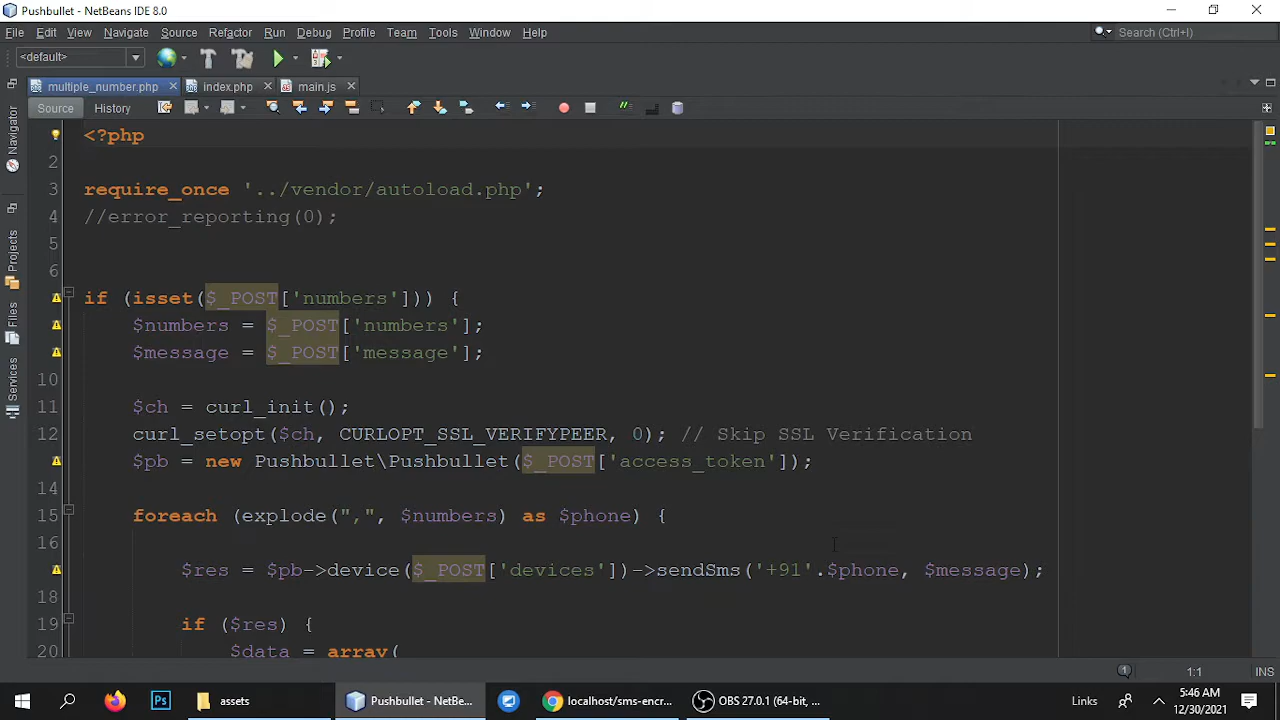 Pushbullet - NetBeans IDE 8.0
File Edit View Navigate Source Refactor Run Debug Profile Team Tools Window Help
Search (Ctrl+I)
<default>
multiple_number.php index.php main.js
Source History
Navigator
Projects
Files
Services
<?php
2
3 require_once '../vendor/autoload.php';
4 //error_reporting(0);
5
6
if (isset($_POST['numbers'])) {
$numbers = $_POST['numbers'];
$message = $_POST['message'];
10
11 $ch = curl_init();
12 curl_setopt($ch, CURLOPT_SSL_VERIFYPEER, 0); // Skip SSL Verification
$pb = new Pushbullet\Pushbullet($_POST['access_token']);
14
15 foreach (explode(",", $numbers) as $phone) {
16
$res = $pb->device($_POST['devices'])->sendSms('+91'.$phone, $message);
18
19 if ($res) {
20 $data = array(
1 1:1 INS
Ps assets Pushbullet - NetBe... localhost/sms-encr... OBS 27.0.1 (64-bit, ... Links 5:46 AM
12/30/2021